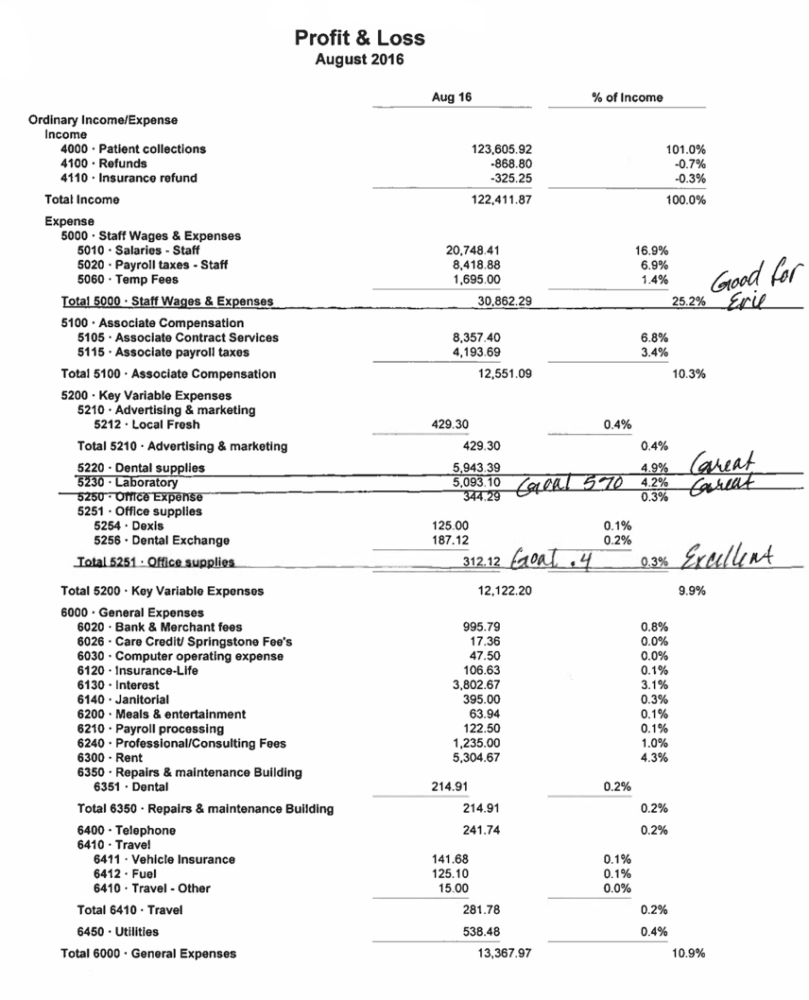 Profit & Loss
August 2016
Aug 16 % of Income
Ordinary Income/Expense
Income
4000 · Patient collections 123,605.92 101.0%
4100 · Refunds -868.80 -0.7%
4110 · Insurance refund -325.25 -0.3%
Total Income 122,411.87 100.0%
Expense
5000 · Staff Wages & Expenses
5010 · Salaries - Staff 20,748.41 16.9%
5020 · Payroll taxes - Staff 8,418.88 6.9%
5060 · Temp Fees 1,695.00 1.4% Good for
Total 5000 · Staff Wages & Expenses 30,862.29 25.2% Erie
5100 · Associate Compensation
5105 · Associate Contract Services 8,357.40 6.8%
5115 · Associate payroll taxes 4,193.69 3.4%
Total 5100 · Associate Compensation 12,551.09 10.3%
5200 · Key Variable Expenses
5210 · Advertising & marketing
5212 · Local Fresh 429.30 0.4%
Total 5210 · Advertising & marketing 429.30 0.4%
5220 · Dental supplies 5,943.39 4.9% Great
5230 · Laboratory 5,093.10 Goal 570 4.2% Great
5250 · Office Expense 344.29 0.3%
5251 · Office supplies
5254 · Dexis 125.00 0.1%
5256 · Dental Exchange 187.12 0.2%
Total 5251 · Office supplies 312.12 Goal .4 0.3% Excellent
Total 5200 · Key Variable Expenses 12,122.20 9.9%
6000 · General Expenses
6020 · Bank & Merchant fees 995.79 0.8%
6026 · Care Credit/ Springstone Fee's 17.36 0.0%
6030 · Computer operating expense 47.50 0.0%
6120 · Insurance-Life 106.63 0.1%
6130 · Interest 3,802.67 3.1%
6140 · Janitorial 395.00 0.3%
6200 · Meals & entertainment 63.94 0.1%
6210 · Payroll processing 122.50 0.1%
6240 · Professional/Consulting Fees 1,235.00 1.0%
6300 · Rent 5,304.67 4.3%
6350 · Repairs & maintenance Building
6351 · Dental 214.91 0.2%
Total 6350 · Repairs & maintenance Building 214.91 0.2%
6400 · Telephone 241.74 0.2%
6410 · Travel
6411 · Vehicle Insurance 141.68 0.1%
6412 · Fuel 125.10 0.1%
6410 · Travel - Other 15.00 0.0%
Total 6410 · Travel 281.78 0.2%
6450 · Utilities 538.48 0.4%
Total 6000 · General Expenses 13,367.97 10.9%